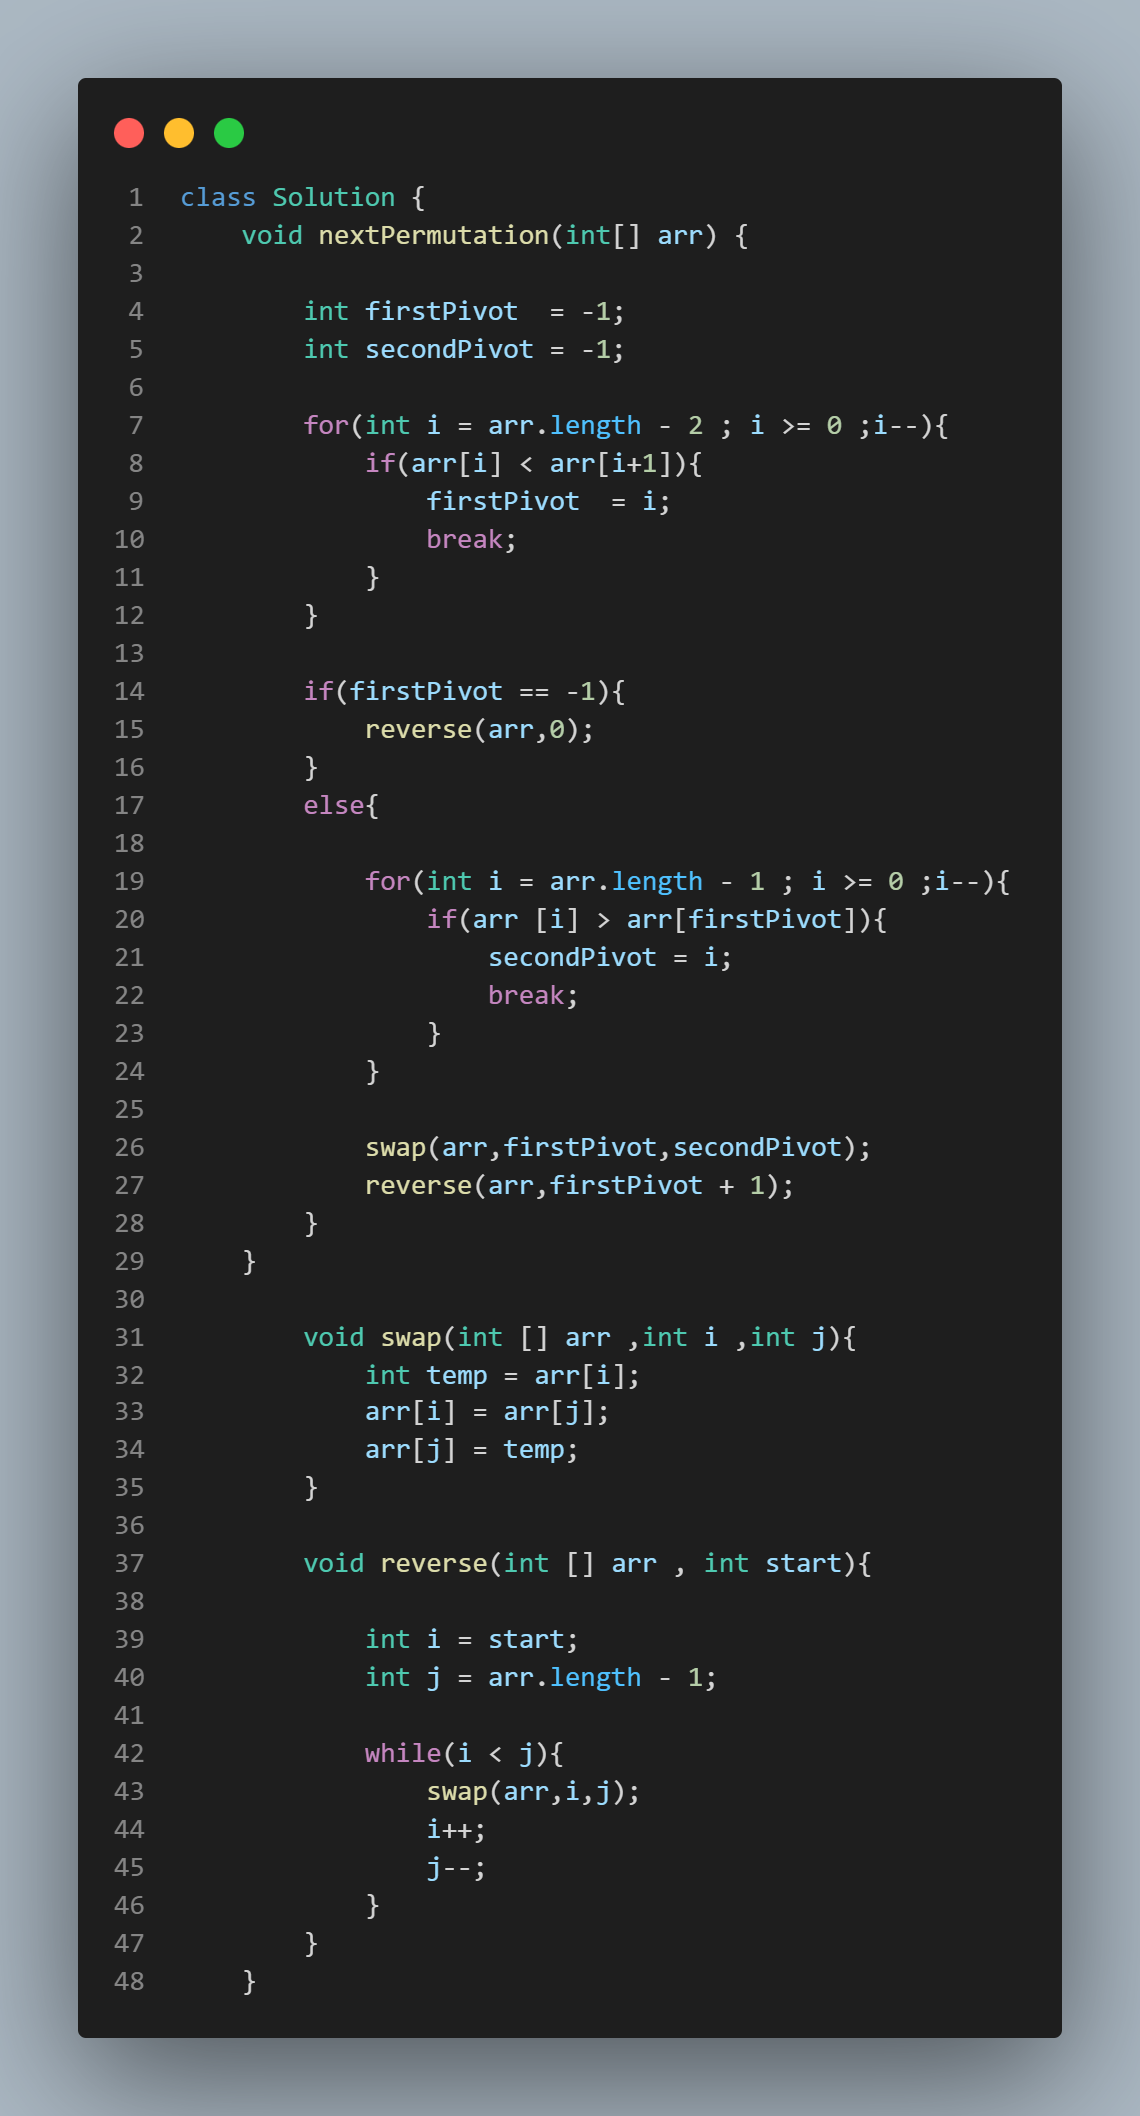 1 class Solution {
2     void nextPermutation(int[] arr) {
3
4         int firstPivot  = -1;
5         int secondPivot = -1;
6
7         for(int i = arr.length - 2 ; i >= 0 ;i--){
8             if(arr[i] < arr[i+1]){
9                 firstPivot  = i;
10                 break;
11             }
12         }
13
14         if(firstPivot == -1){
15             reverse(arr,0);
16         }
17         else{
18
19             for(int i = arr.length - 1 ; i >= 0 ;i--){
20                 if(arr [i] > arr[firstPivot]){
21                     secondPivot = i;
22                     break;
23                 }
24             }
25
26             swap(arr,firstPivot,secondPivot);
27             reverse(arr,firstPivot + 1);
28         }
29     }
30
31         void swap(int [] arr ,int i ,int j){
32             int temp = arr[i];
33             arr[i] = arr[j];
34             arr[j] = temp;
35         }
36
37         void reverse(int [] arr , int start){
38
39             int i = start;
40             int j = arr.length - 1;
41
42             while(i < j){
43                 swap(arr,i,j);
44                 i++;
45                 j--;
46             }
47         }
48     }